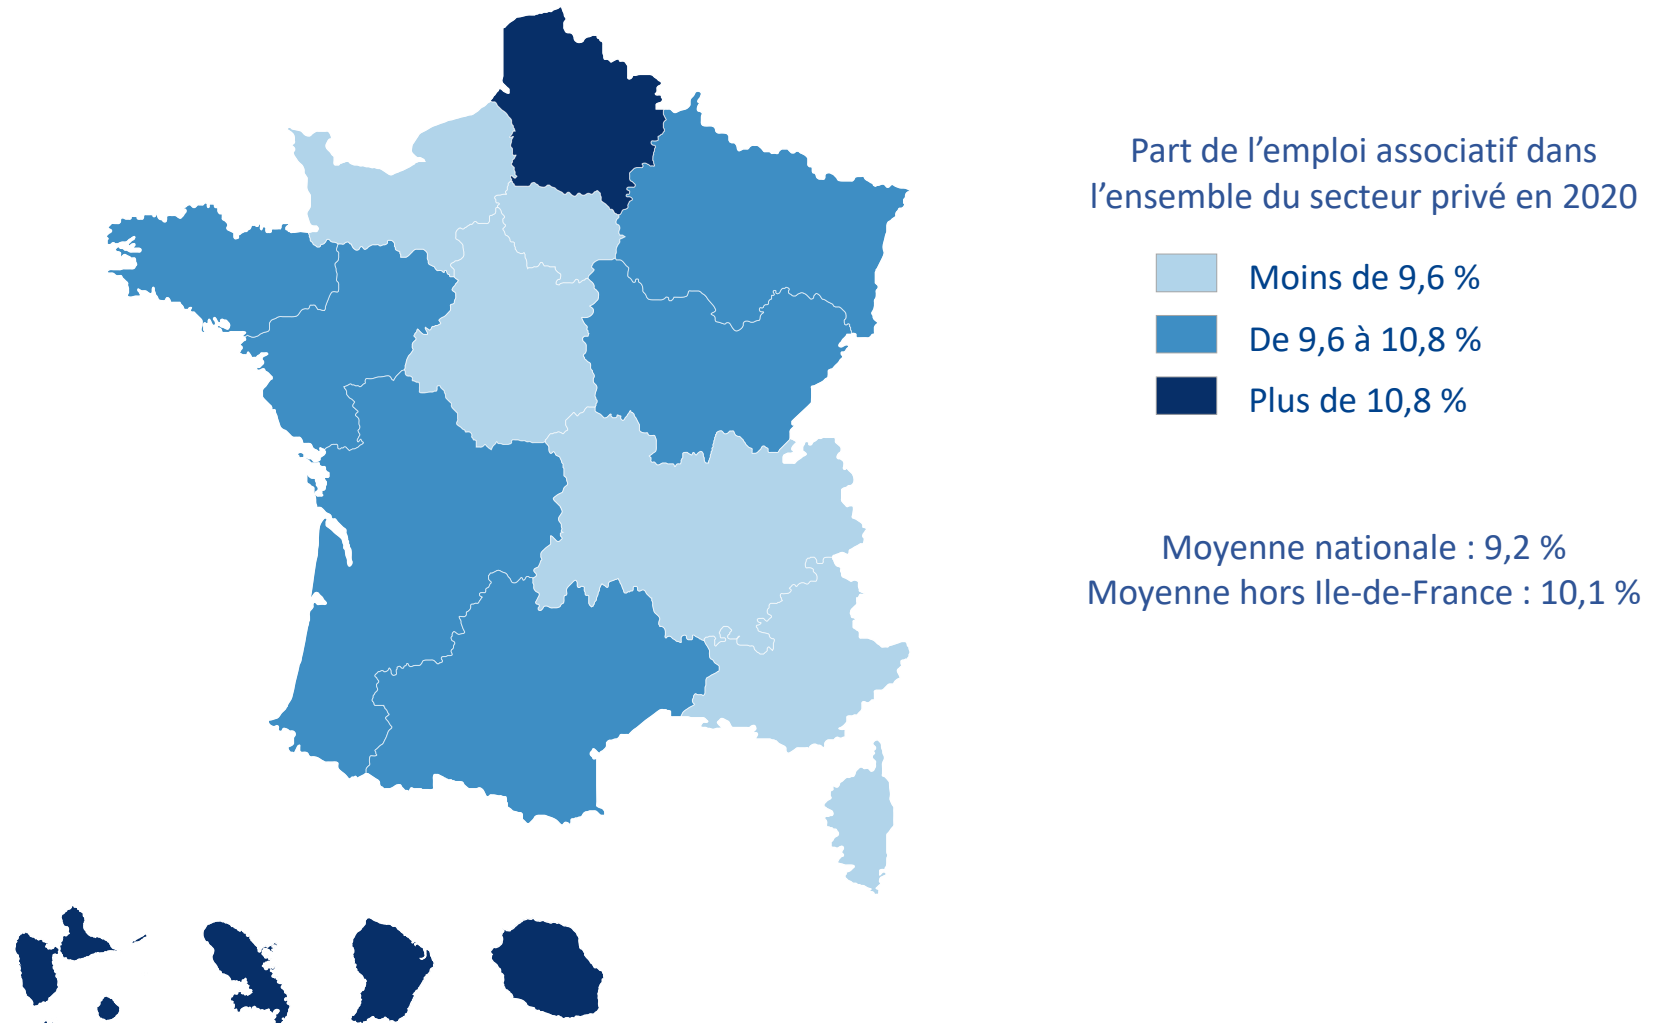 Part de l’emploi associatif dans
l’ensemble du secteur privé en 2020
Moins de 9,6 %
De 9,6 à 10,8 %
Plus de 10,8 %
Moyenne nationale : 9,2 %
Moyenne hors Ile-de-France : 10,1 %